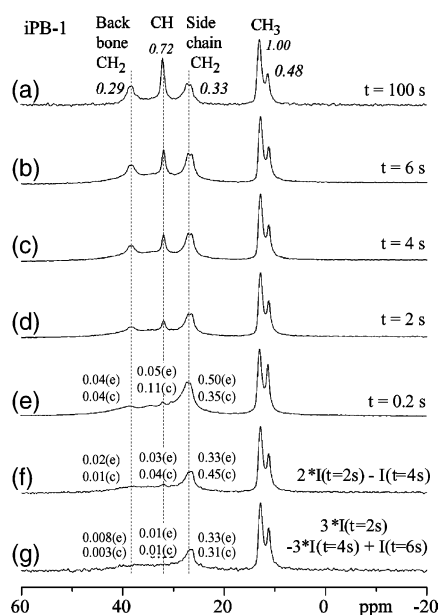 iPB-1
Back bone CH2
CH
Side chain CH2
CH3
0.29
0.72
0.33
1.00
0.48
(a)
t = 100 s
(b)
t = 6 s
(c)
t = 4 s
(d)
t = 2 s
0.04(e) 0.05(e) 0.50(e)
0.04(c) 0.11(c) 0.35(c)
(e)
t = 0.2 s
0.02(e) 0.03(e) 0.33(e)
0.01(c) 0.04(c) 0.45(c)
(f)
2*I(t=2s) - I(t=4s)
0.008(e) 0.01(e) 0.33(e)
0.003(c) 0.01(c) 0.31(c)
(g)
3*I(t=2s)
-3*I(t=4s) + I(t=6s)
60 40 20 0 ppm -20